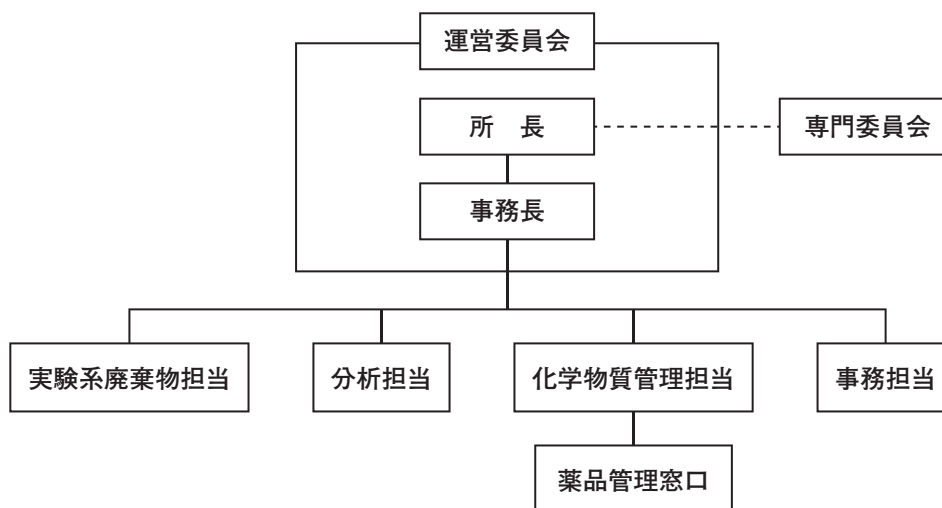 運営委員会
所　長
専門委員会
事務長
実験系廃棄物担当
分析担当
化学物質管理担当
事務担当
薬品管理窓口